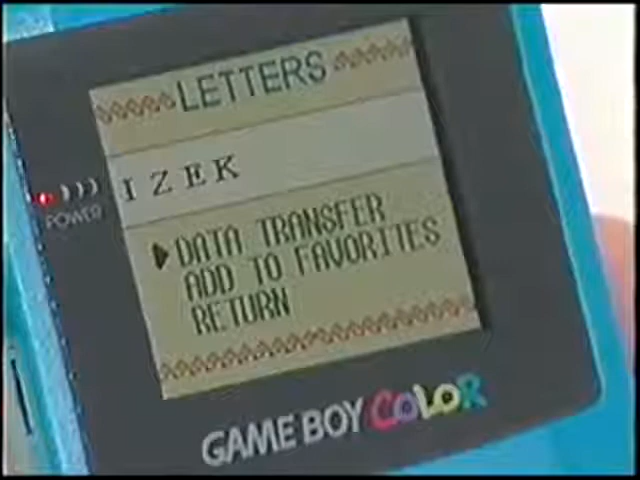 LETTERS
IZEK
POWER
DATA TRANSFER
ADD TO FAVORITES
RETURN
GAME BOY COLOR